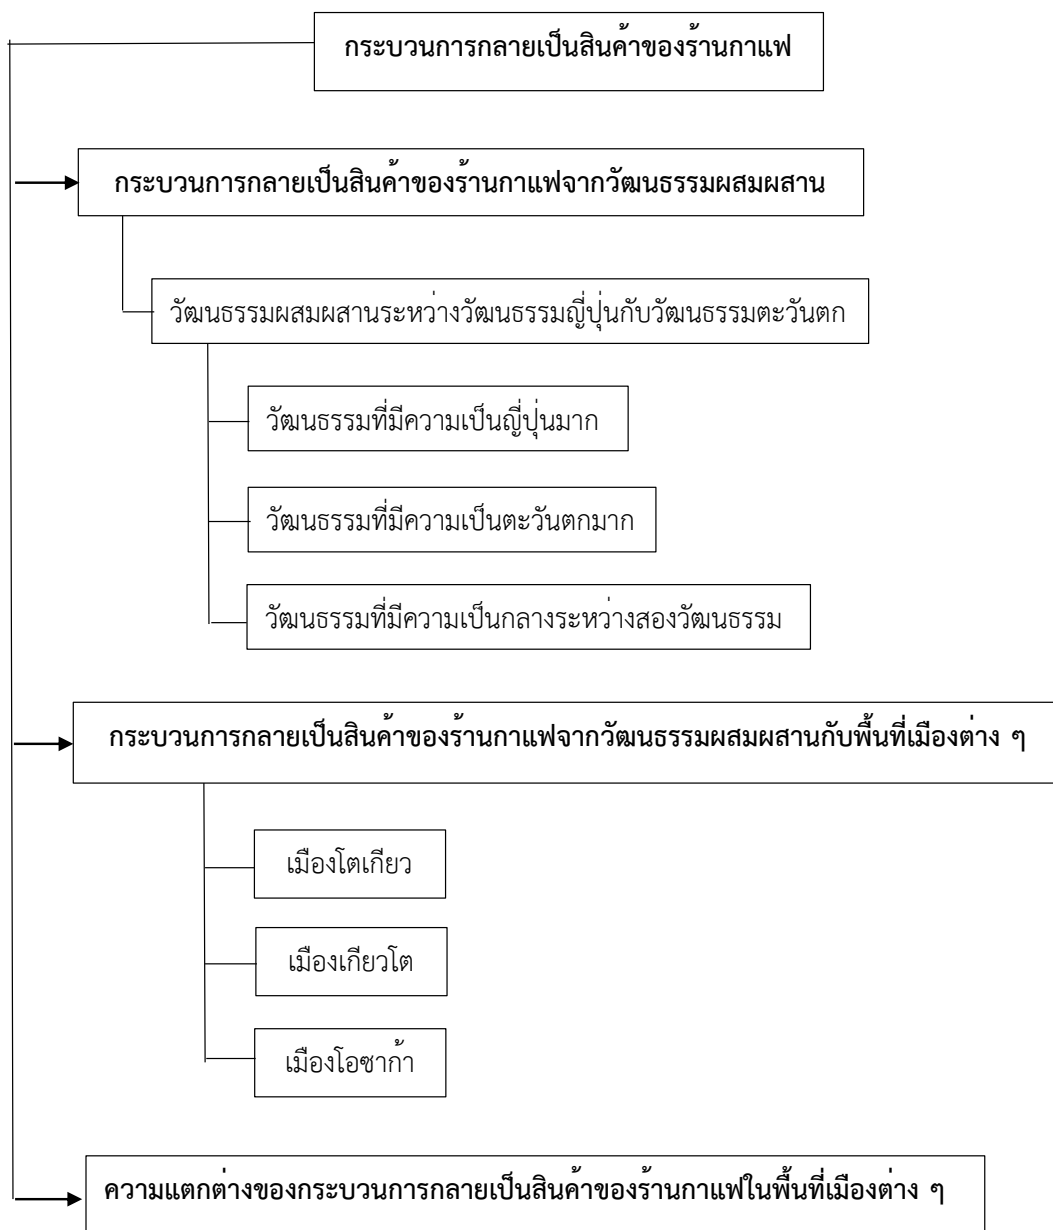 กระบวนการกลายเป็นสินค้าของร้านกาแฟ
กระบวนการกลายเป็นสินค้าของร้านกาแฟจากวัฒนธรรมผสมผสาน
วัฒนธรรมผสมผสานระหว่างวัฒนธรรมญี่ปุ่นกับวัฒนธรรมตะวันตก
วัฒนธรรมที่มีความเป็นญี่ปุ่นมาก
วัฒนธรรมที่มีความเป็นตะวันตกมาก
วัฒนธรรมที่มีความเป็นกลางระหว่างสองวัฒนธรรม
กระบวนการกลายเป็นสินค้าของร้านกาแฟจากวัฒนธรรมผสมผสานกับพื้นที่เมืองต่าง ๆ
เมืองโตเกียว
เมืองเกียวโต
เมืองโอซาก้า
ความแตกต่างของกระบวนการกลายเป็นสินค้าของร้านกาแฟในพื้นที่เมืองต่าง ๆ